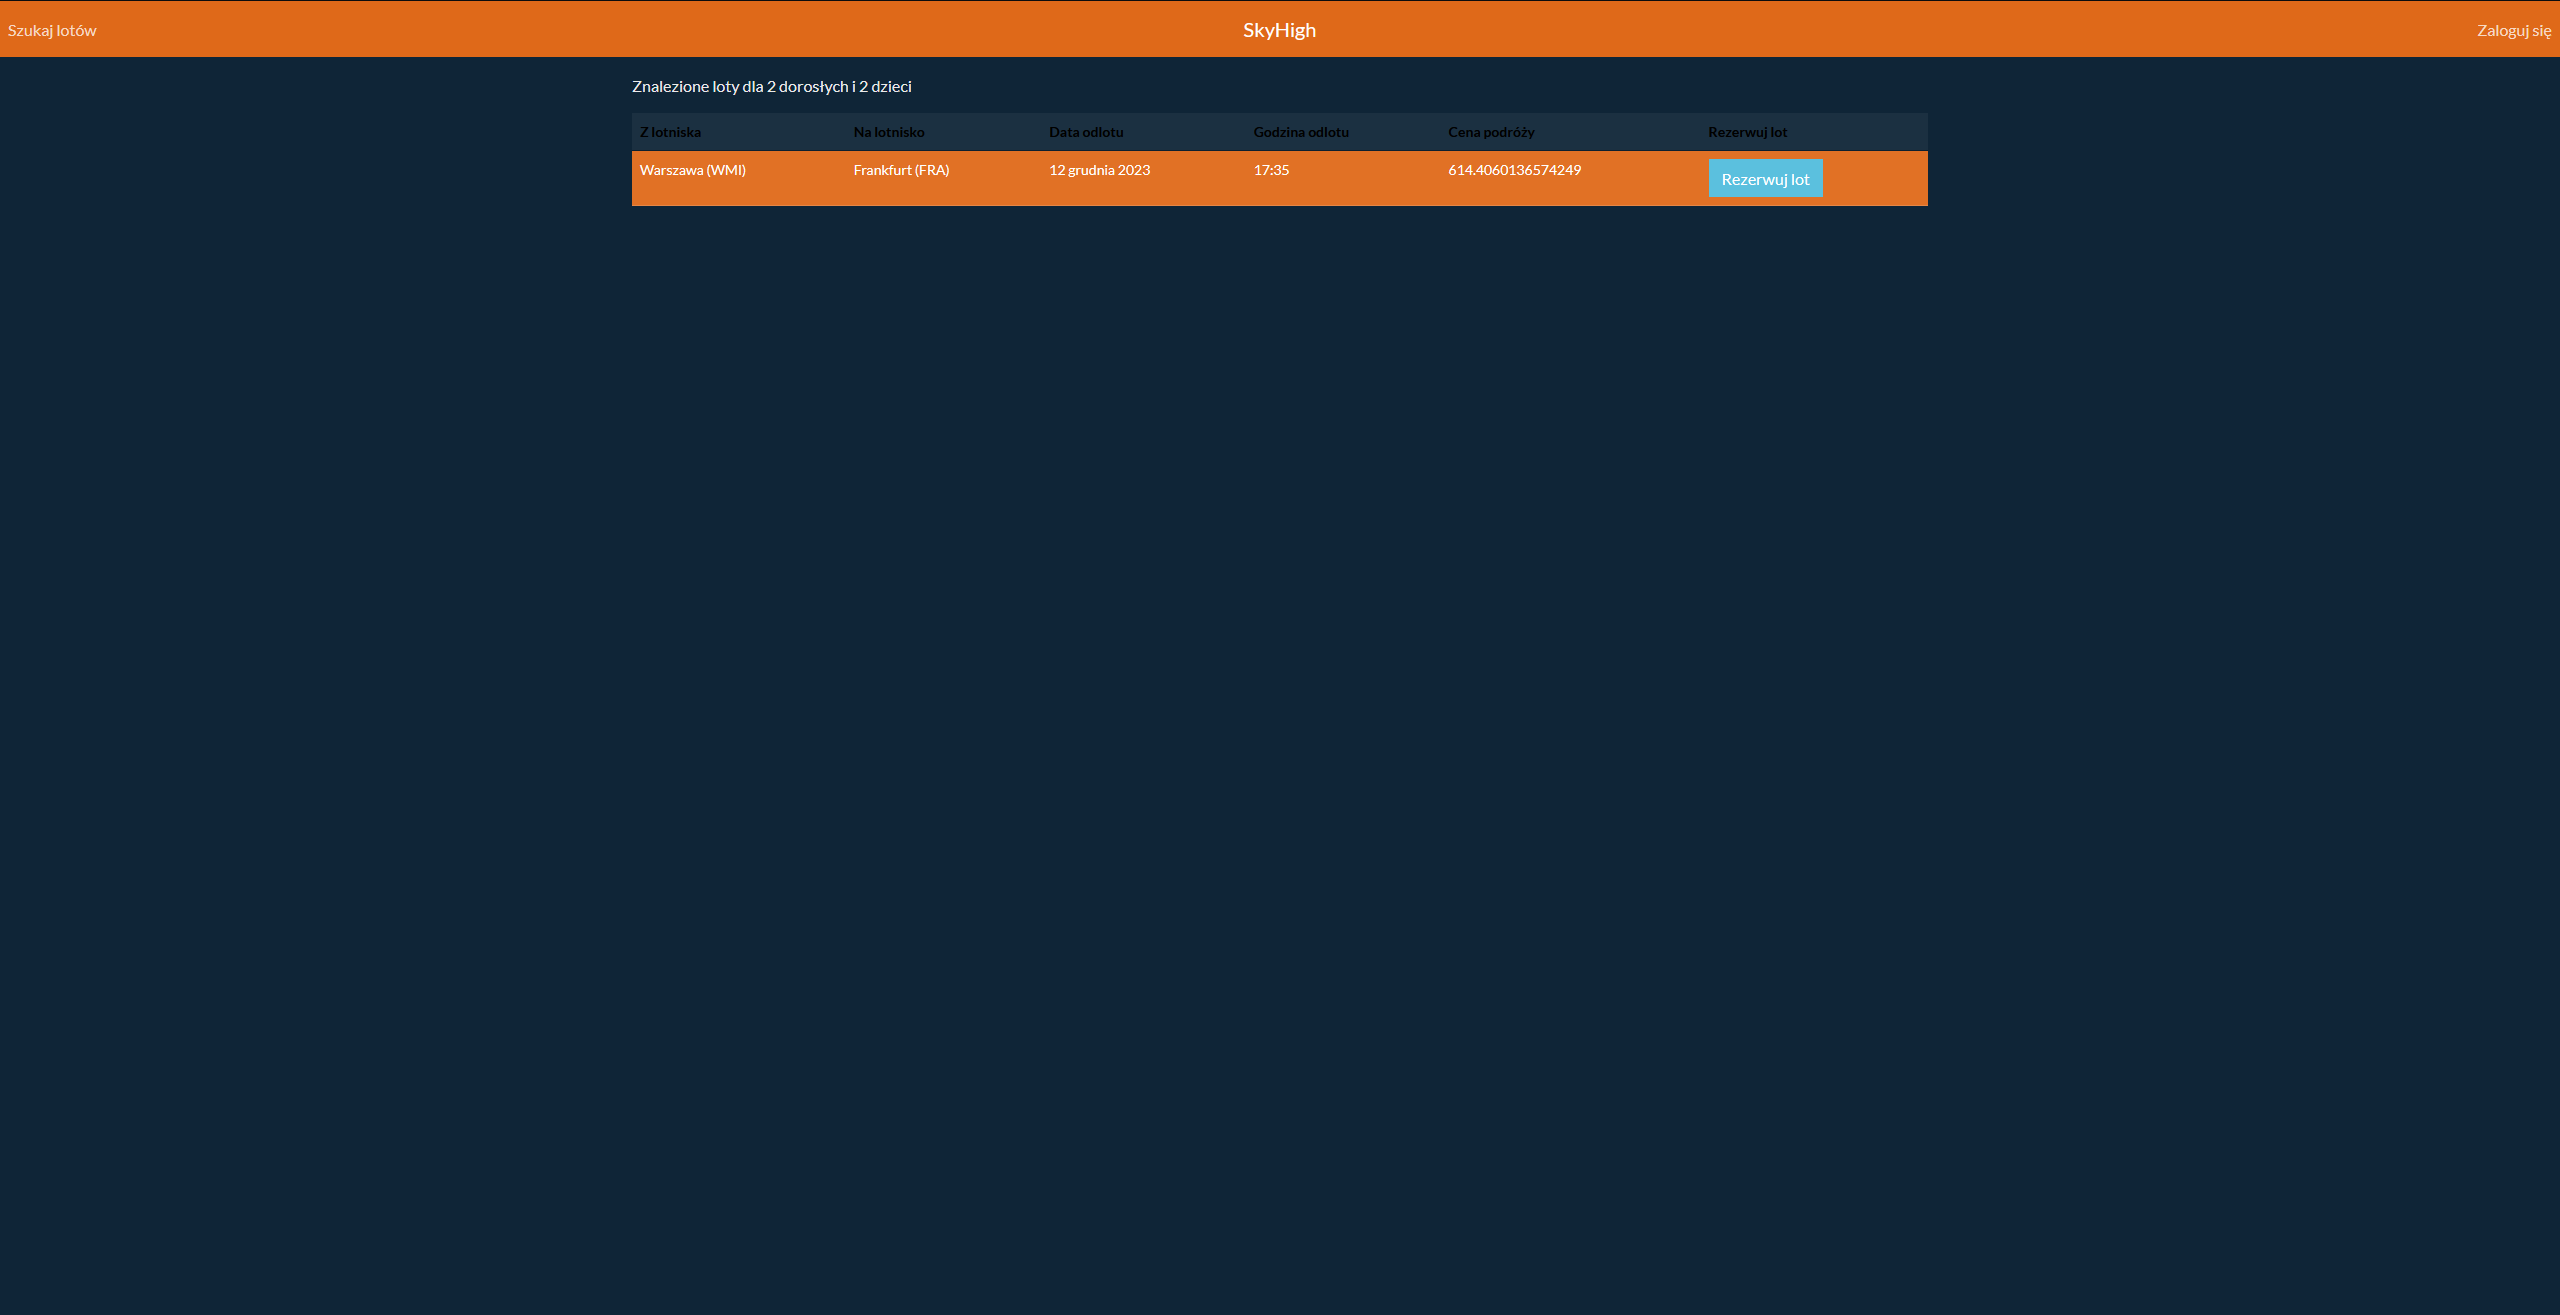 Szukaj lotów SkyHigh Zaloguj się
Znalezione loty dla 2 dorosłych i 2 dzieci
Z lotniska Na lotnisko Data odlotu Godzina odlotu Cena podróży Rezerwuj lot
Warszawa (WMI) Frankfurt (FRA) 12 grudnia 2023 17:35 614.4060136574249 Rezerwuj lot